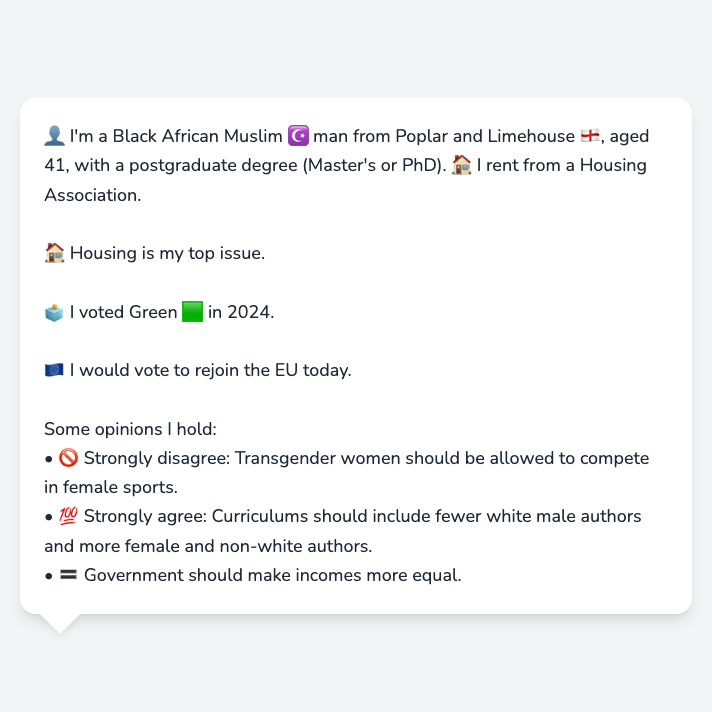 👤 I'm a Black African Muslim ☪️ man from Poplar and Limehouse 🏴󠁧󠁢󠁥󠁮󠁧󠁿, aged
41, with a postgraduate degree (Master's or PhD). 🏠 I rent from a Housing
Association.
🏠 Housing is my top issue.
🗳️ I voted Green 🟩 in 2024.
🇪🇺 I would vote to rejoin the EU today.
Some opinions I hold:
• 🚫 Strongly disagree: Transgender women should be allowed to compete
in female sports.
• 💯 Strongly agree: Curriculums should include fewer white male authors
and more female and non-white authors.
• 🟰 Government should make incomes more equal.